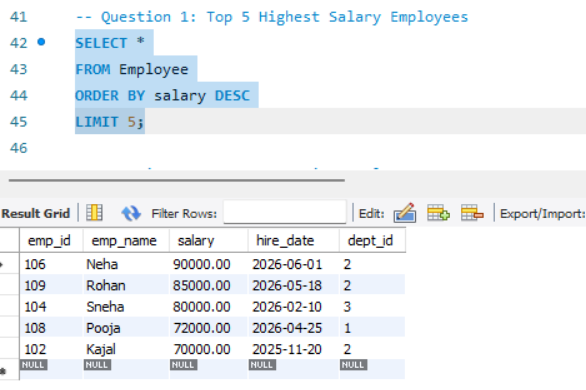 41 -- Question 1: Top 5 Highest Salary Employees
42 SELECT *
43 FROM Employee
44 ORDER BY salary DESC
45 LIMIT 5;
46
Result Grid Filter Rows: Edit: Export/Import:
emp_id emp_name salary hire_date dept_id
106 Neha 90000.00 2026-06-01 2
109 Rohan 85000.00 2026-05-18 2
104 Sneha 80000.00 2026-02-10 3
108 Pooja 72000.00 2026-04-25 1
102 Kajal 70000.00 2025-11-20 2
NULL NULL NULL NULL NULL